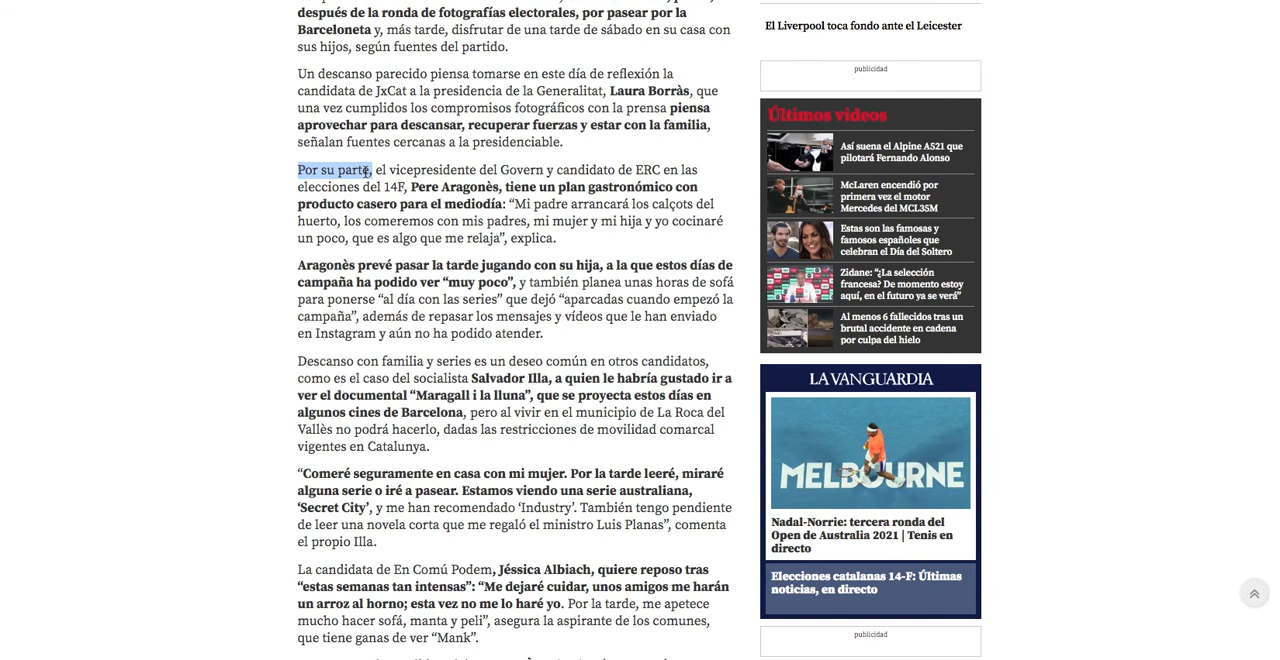 después de la ronda de fotografías electorales, por pasear por la
Barceloneta y, más tarde, disfrutar de una tarde de sábado en su casa con
sus hijos, según fuentes del partido.
Un descanso parecido piensa tomarse en este día de reflexión la
candidata de JxCat a la presidencia de la Generalitat, Laura Borràs, que
una vez cumplidos los compromisos fotográficos con la prensa piensa
aprovechar para descansar, recuperar fuerzas y estar con la familia,
señalan fuentes cercanas a la presidenciable.
Por su parte, el vicepresidente del Govern y candidato de ERC en las
elecciones del 14F, Pere Aragonès, tiene un plan gastronómico con
producto casero para el mediodía: “Mi padre arrancará los calçots del
huerto, los comeremos con mis padres, mi mujer y mi hija y yo cocinaré
un poco, que es algo que me relaja”, explica.
Aragonès prevé pasar la tarde jugando con su hija, a la que estos días de
campaña ha podido ver “muy poco”, y también planea unas horas de sofá
para ponerse “al día con las series” que dejó “aparcadas cuando empezó la
campaña”, además de repasar los mensajes y vídeos que le han enviado
en Instagram y aún no ha podido atender.
Descanso con familia y series es un deseo común en otros candidatos,
como es el caso del socialista Salvador Illa, a quien le habría gustado ir a
ver el documental “Maragall i la lluna”, que se proyecta estos días en
algunos cines de Barcelona, pero al vivir en el municipio de La Roca del
Vallès no podrá hacerlo, dadas las restricciones de movilidad comarcal
vigentes en Catalunya.
“Comeré seguramente en casa con mi mujer. Por la tarde leeré, miraré
alguna serie o iré a pasear. Estamos viendo una serie australiana,
‘Secret City’, y me han recomendado ‘Industry’. También tengo pendiente
de leer una novela corta que me regaló el ministro Luis Planas”, comenta
el propio Illa.
La candidata de En Comú Podem, Jéssica Albiach, quiere reposo tras
“estas semanas tan intensas”: “Me dejaré cuidar, unos amigos me harán
un arroz al horno; esta vez no me lo haré yo. Por la tarde, me apetece
mucho hacer sofá, manta y peli”, asegura la aspirante de los comunes,
que tiene ganas de ver “Mank”.
El Liverpool toca fondo ante el Leicester
publicidad
Últimos videos
Así suena el Alpine A521 que
pilotará Fernando Alonso
McLaren encendió por
primera vez el motor
Mercedes del MCL35M
Estas son las famosas y
famosos españoles que
celebran el Día del Soltero
Zidane: “¿La selección
francesa? De momento estoy
aquí, en el futuro ya se verá”
Al menos 6 fallecidos tras un
brutal accidente en cadena
por culpa del hielo
LA VANGUARDIA
MELBOURNE
Nadal-Norrie: tercera ronda del
Open de Australia 2021 | Tenis en
directo
Elecciones catalanas 14-F: Últimas
noticias, en directo
publicidad